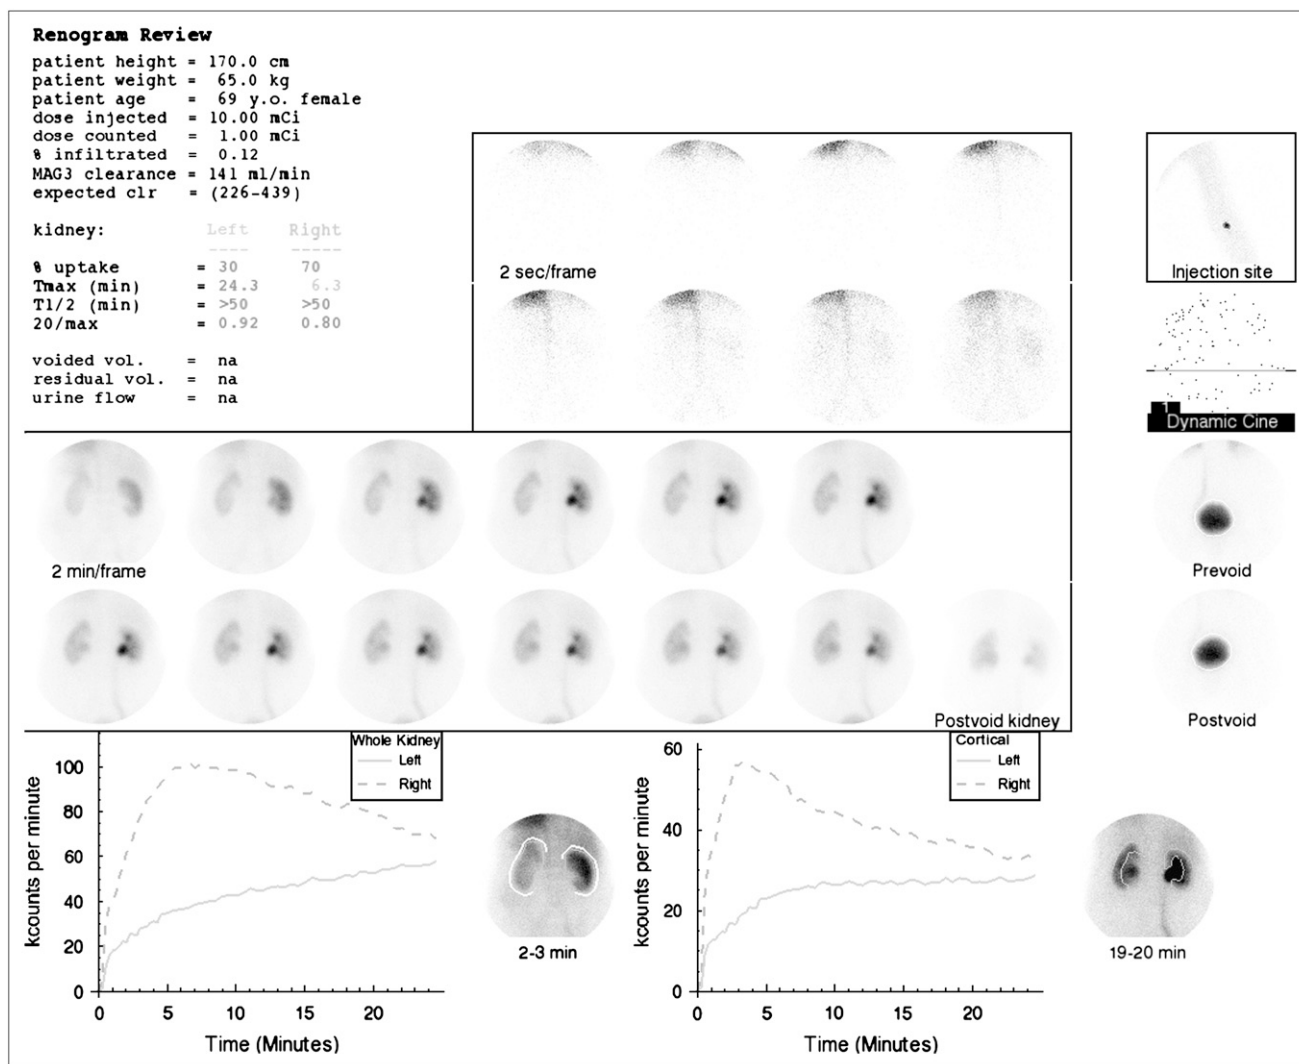 Renogram Review
patient height = 170.0 cm
patient weight = 65.0 kg
patient age = 69 y.o. female
dose injected = 10.00 mCi
dose counted = 1.00 mCi
% infiltrated = 0.12
MAG3 clearance = 141 ml/min
expected clr = (226-439)
kidney: Left Right
---- -----
% uptake = 30 70
Tmax (min) = 24.3 6.3
T1/2 (min) = >50 >50
20/max = 0.92 0.80
voided vol. = na
residual vol. = na
urine flow = na
2 sec/frame
Injection site
1
Dynamic Cine
2 min/frame
Prevoid
Postvoid kidney
Postvoid
Whole Kidney
Left
Right
kcounts per minute
100
80
60
40
20
0
0 5 10 20
Time (Minutes)
2-3 min
Cortical
Left
Right
kcounts per minute
60
40
20
0
0 5 10 20
Time (Minutes)
19-20 min